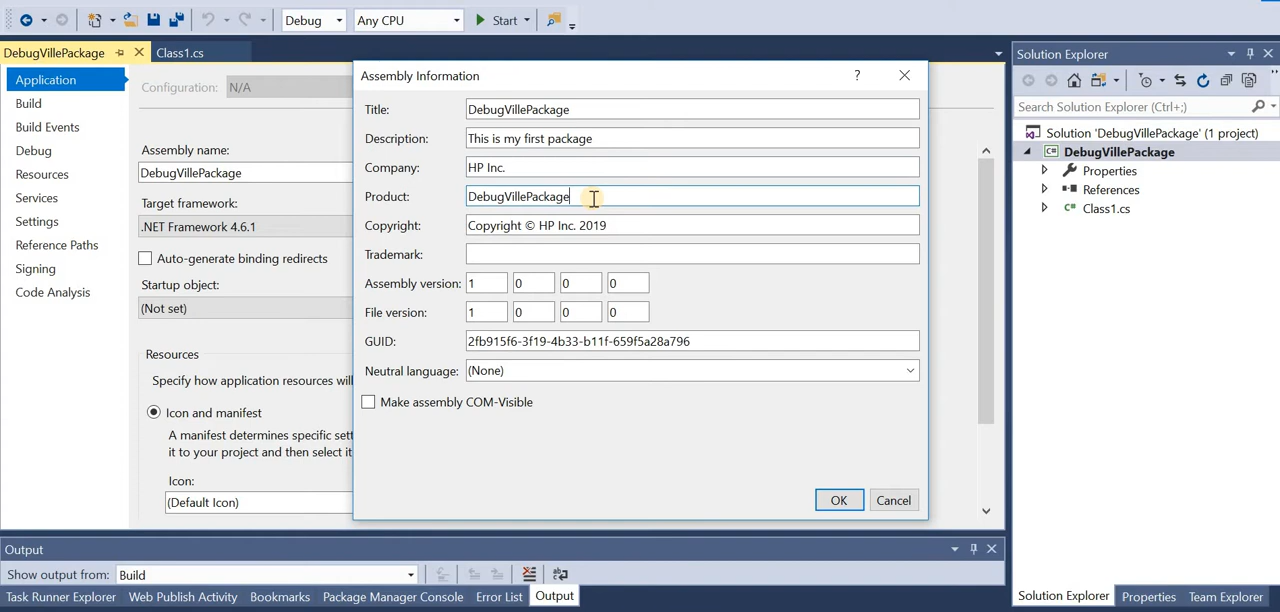 Debug
Any CPU
Start
DebugVillePackage
Class1.cs
Application
Build
Build Events
Debug
Resources
Services
Settings
Reference Paths
Signing
Code Analysis
Configuration: N/A
Assembly name:
DebugVillePackage
Target framework:
.NET Framework 4.6.1
Auto-generate binding redirects
Startup object:
(Not set)
Resources
Specify how application resources will
Icon and manifest
A manifest determines specific sett
it to your project and then select it
Icon:
(Default Icon)
Assembly Information
?
Title: DebugVillePackage
Description: This is my first package
Company: HP Inc.
Product: DebugVillePackage
Copyright: Copyright © HP Inc. 2019
Trademark:
Assembly version: 1 0 0 0
File version: 1 0 0 0
GUID: 2fb915f6-3f19-4b33-b11f-659f5a28a796
Neutral language: (None)
Make assembly COM-Visible
OK Cancel
Solution Explorer
Search Solution Explorer (Ctrl+;)
Solution 'DebugVillePackage' (1 project)
C# DebugVillePackage
Properties
References
C# Class1.cs
Output
Show output from: Build
Task Runner Explorer Web Publish Activity Bookmarks Package Manager Console Error List Output
Solution Explorer Properties Team Explorer